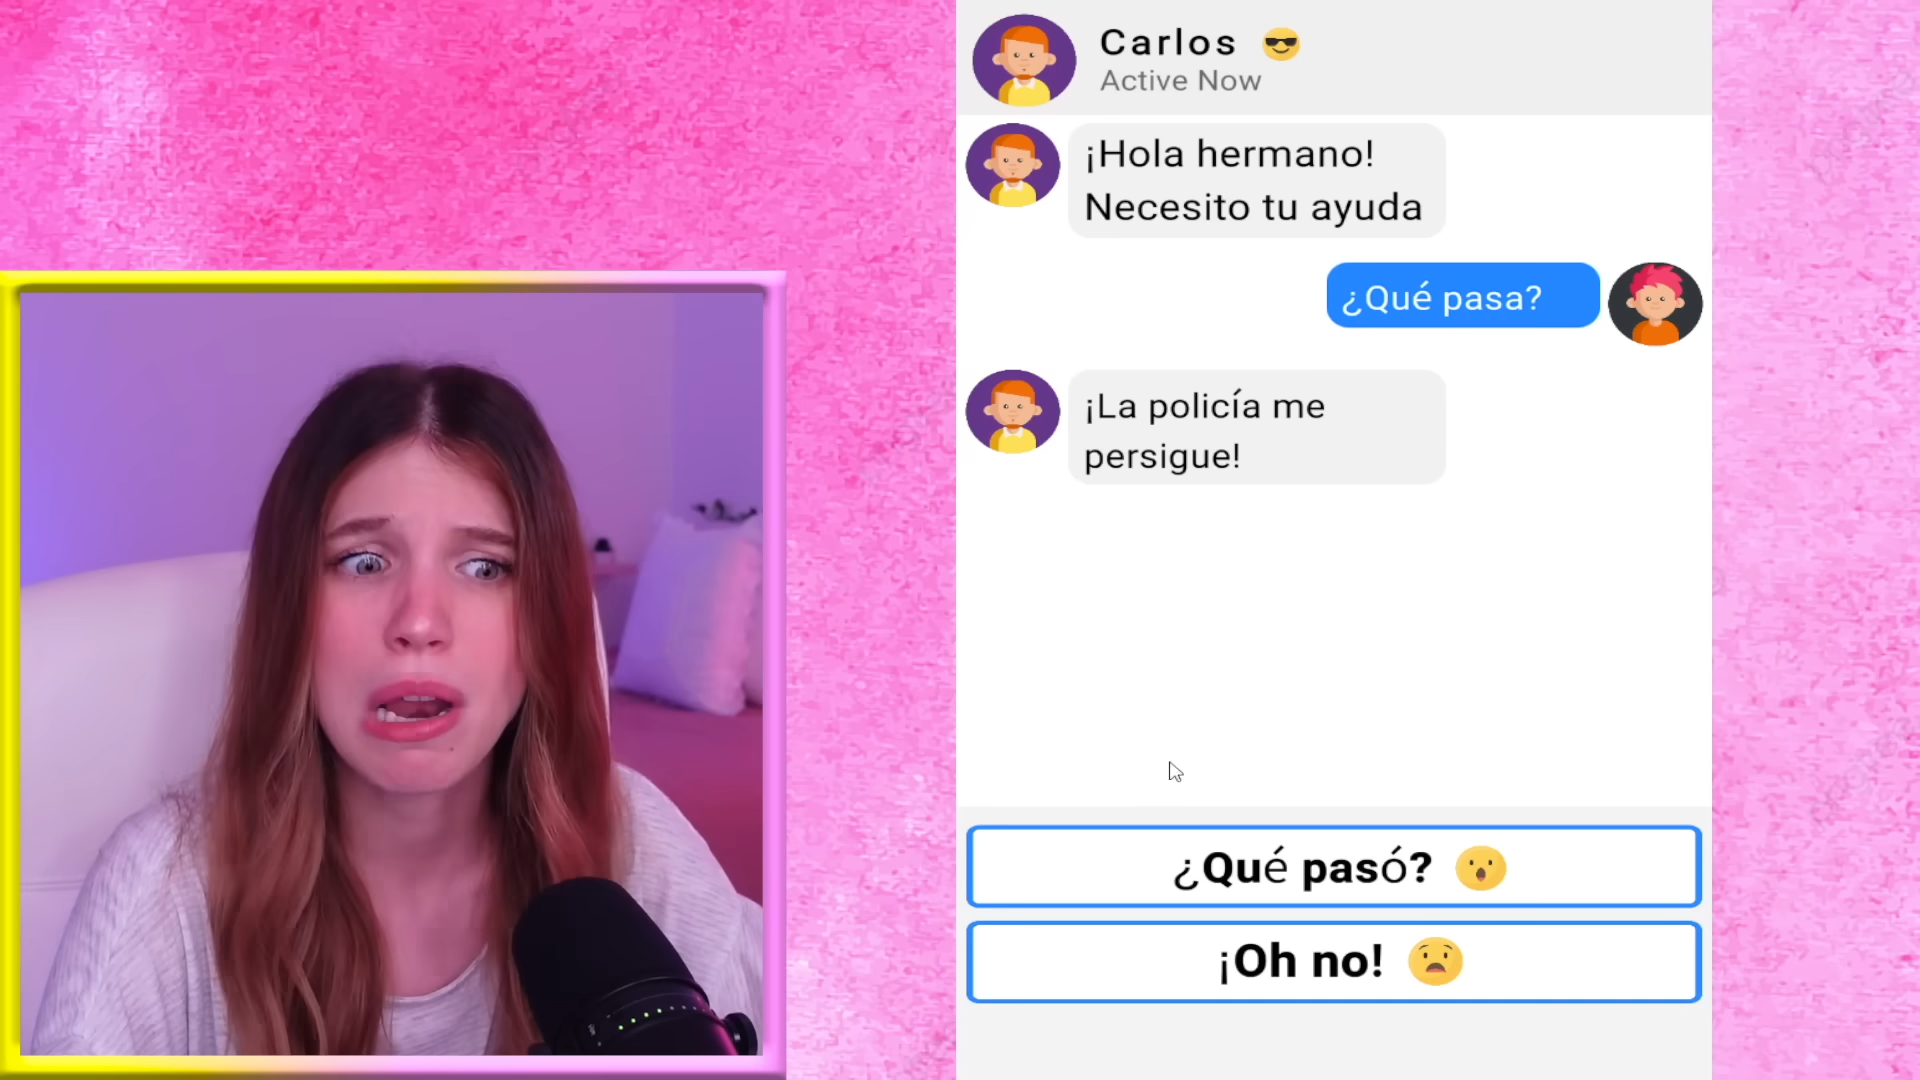 Carlos 😎
Active Now
¡Hola hermano!
Necesito tu ayuda
¿Qué pasa?
¡La policía me
persigue!
¿Qué pasó? 😮
¡Oh no! 😧